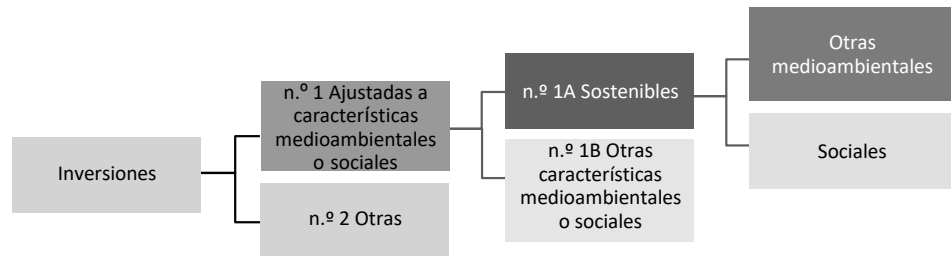 Inversiones
n.º 1 Ajustadas a
características
medioambientales
o sociales
n.º 2 Otras
n.º 1A Sostenibles
n.º 1B Otras
características
medioambientales
o sociales
Otras
medioambientales
Sociales